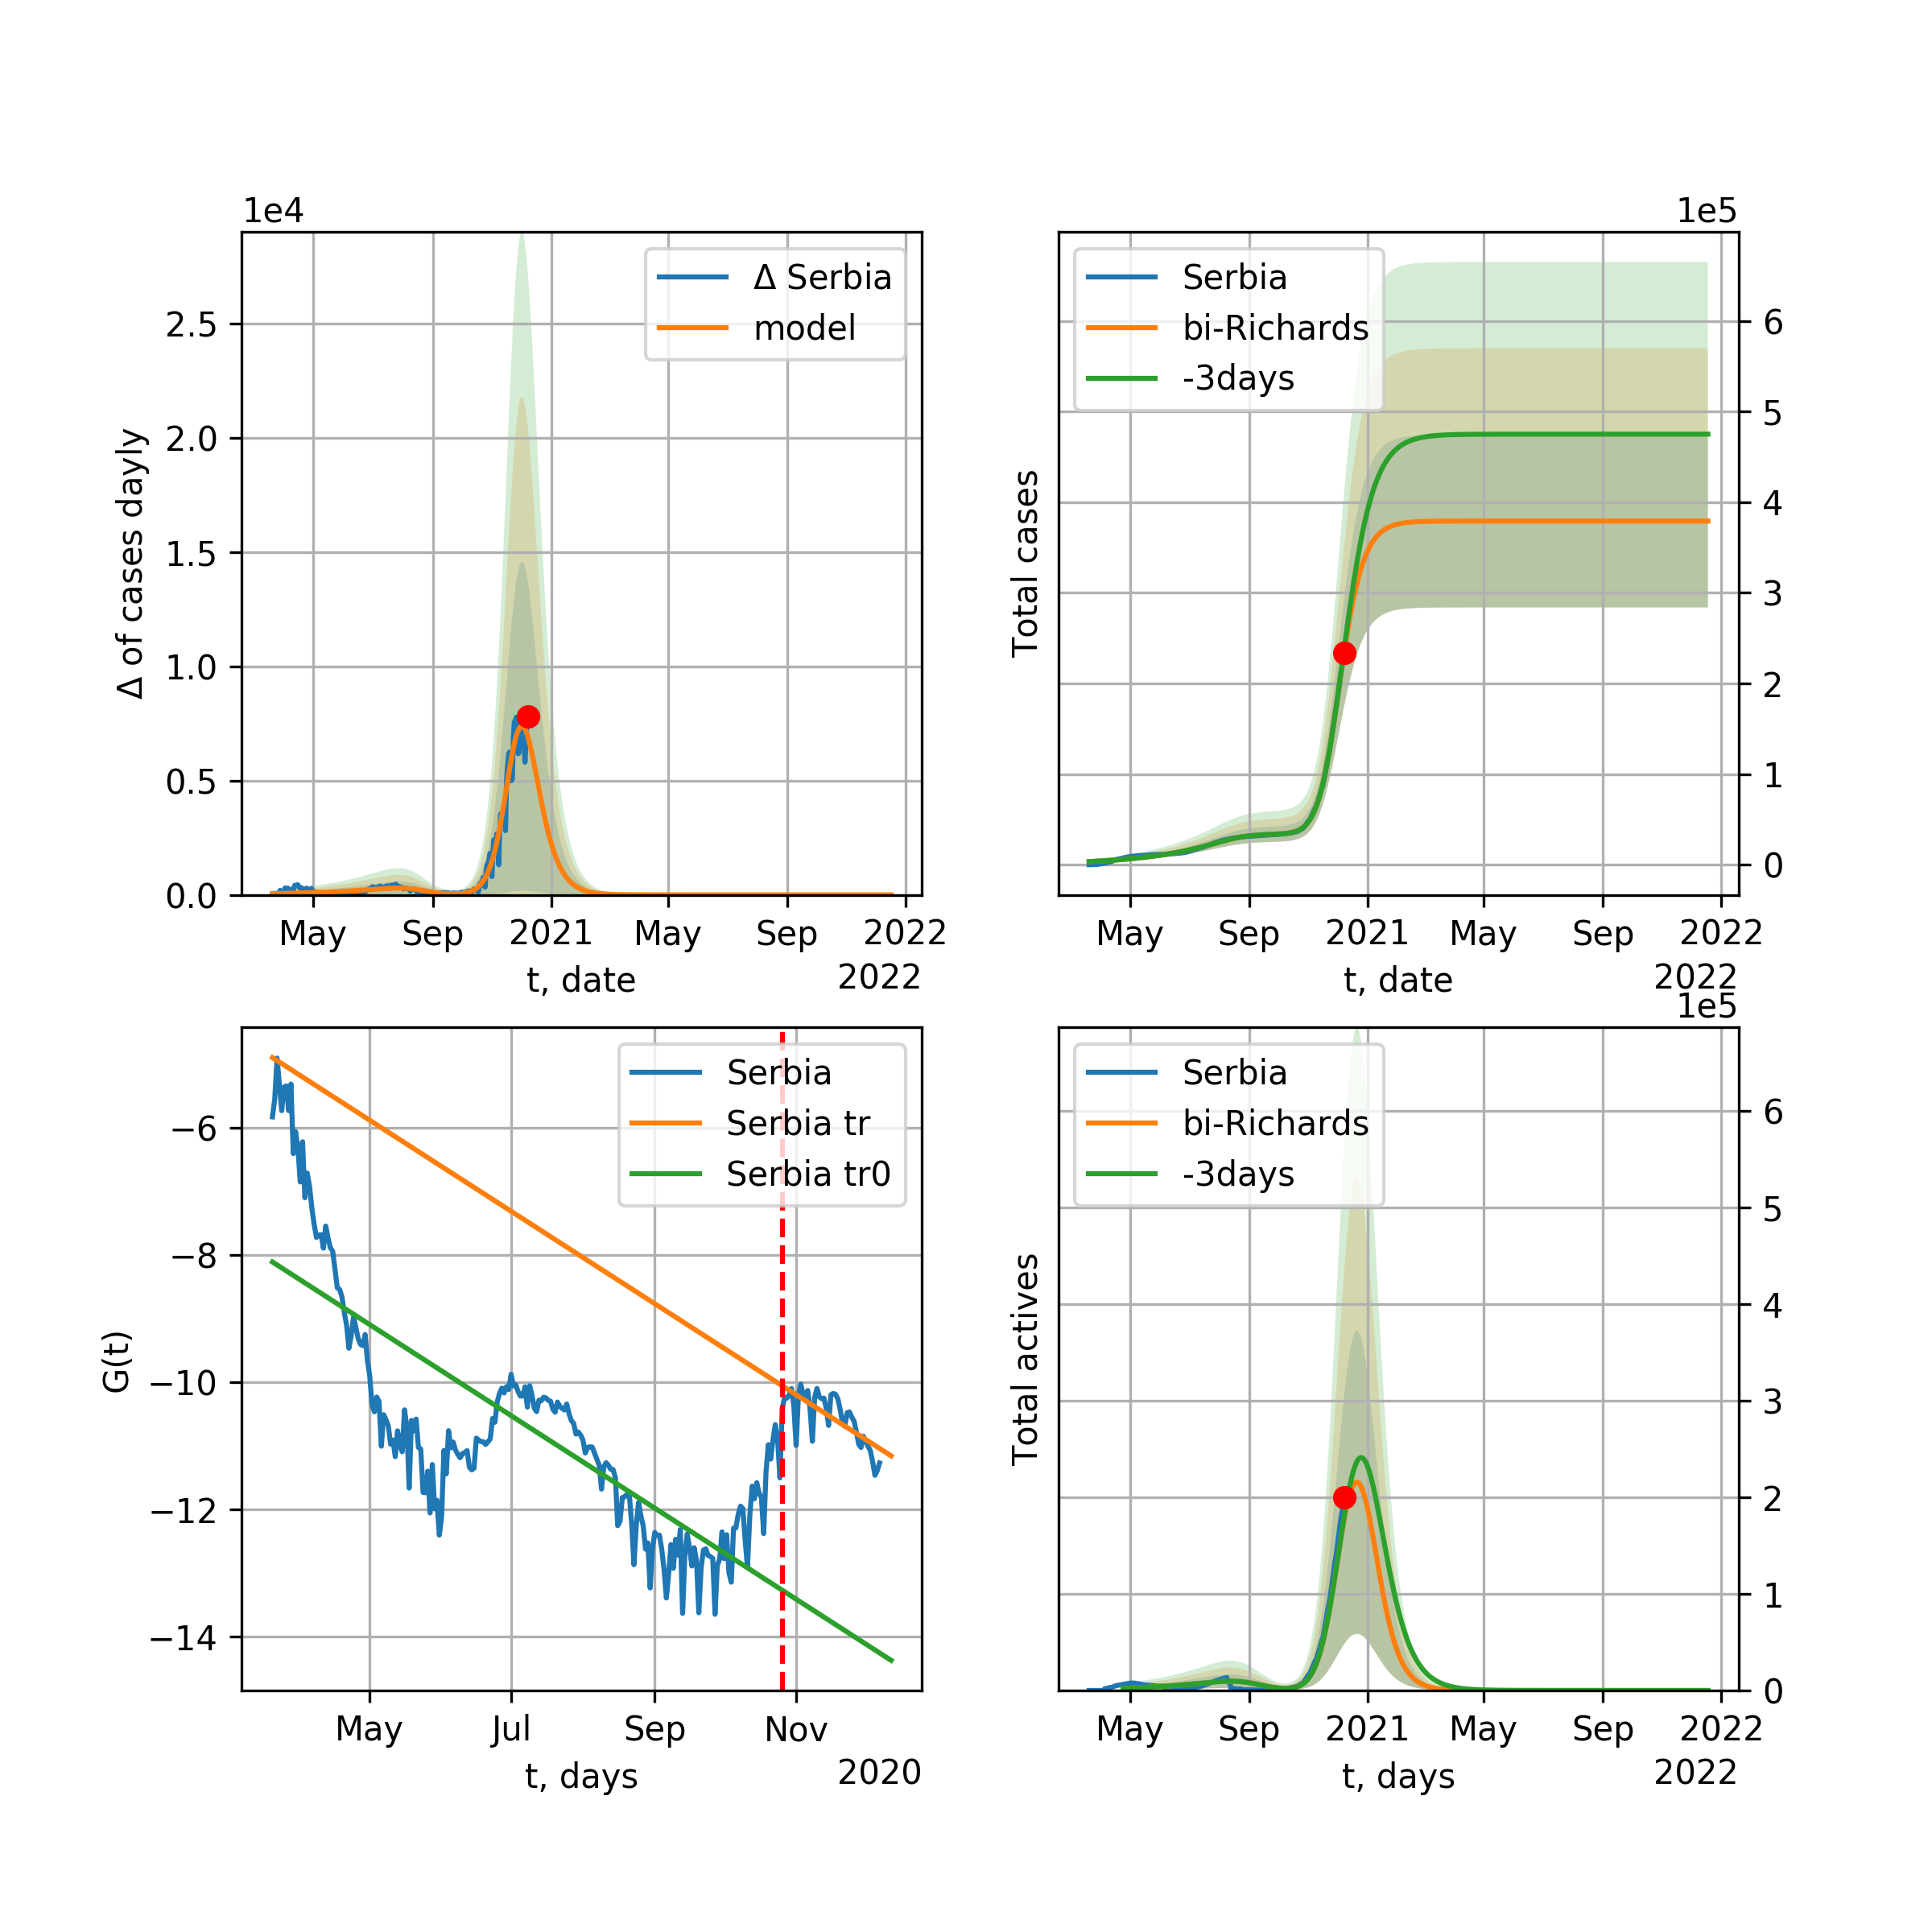 1e4
Δ Serbia
model
Δ of cases dayly
2.5
2.0
1.5
1.0
0.5
0.0
May Sep 2021 May Sep 2022
t, date
2022
1e5
Serbia
bi-Richards
-3days
Total cases
6
5
4
3
2
1
0
May Sep 2021 May Sep 2022
t, date
2022
Serbia
Serbia tr
Serbia tr0
G(t)
−6
−8
−10
−12
−14
May Jul Sep Nov
t, days
2020
1e5
Serbia
bi-Richards
-3days
Total actives
6
5
4
3
2
1
0
May Sep 2021 May Sep 2022
t, days
2022